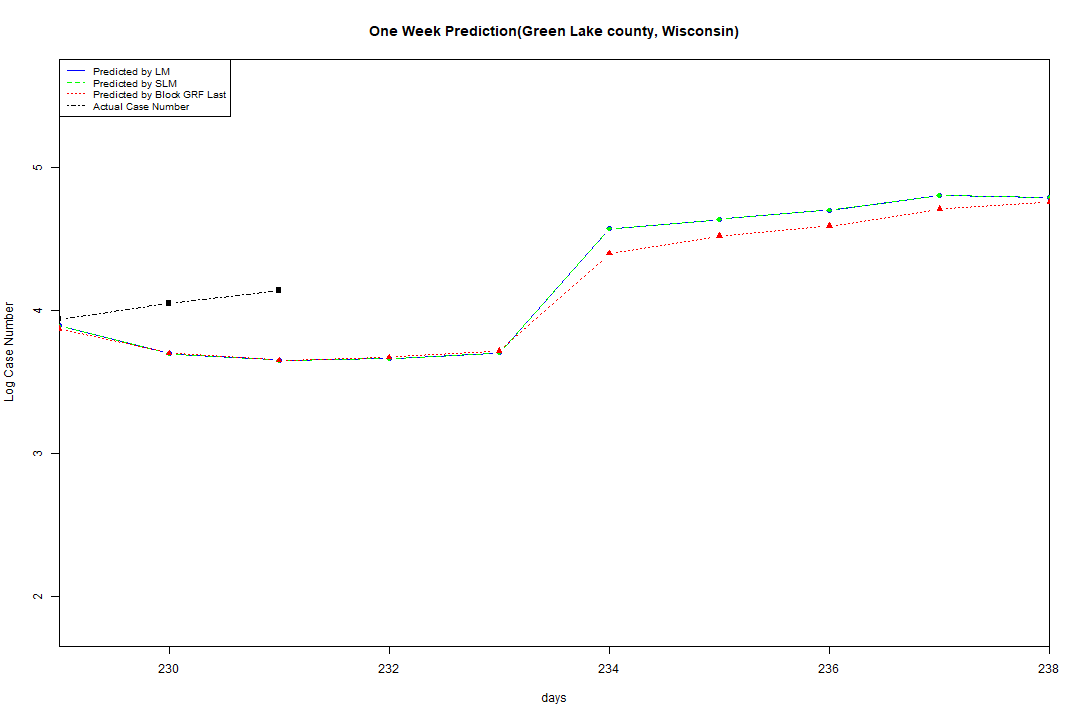 One Week Prediction(Green Lake county, Wisconsin)
Predicted by LM
Predicted by SLM
Predicted by Block GRF Last
Actual Case Number
5
4
3
2
Log Case Number
230 232 234 236 238
days